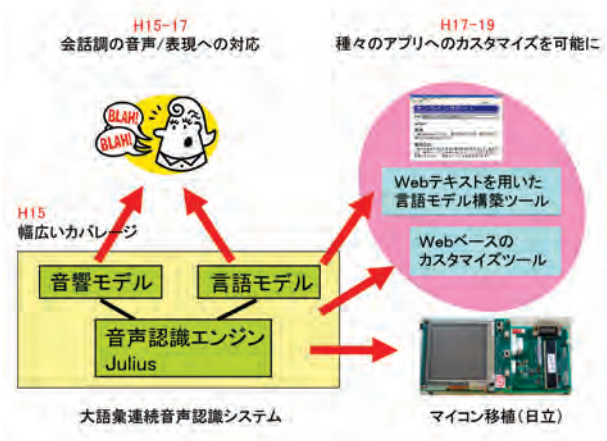 H15-17
会話調の音声/表現への対応
H17-19
種々のアプリへのカスタマイズを可能に
BLAH!
BLAH!
Webテキストを用いた
言語モデル構築ツール
Webベースの
カスタマイズツール
H15
幅広いカバレージ
音響モデル
言語モデル
音声認識エンジン
Julius
大語彙連続音声認識システム
マイコン移植(日立)